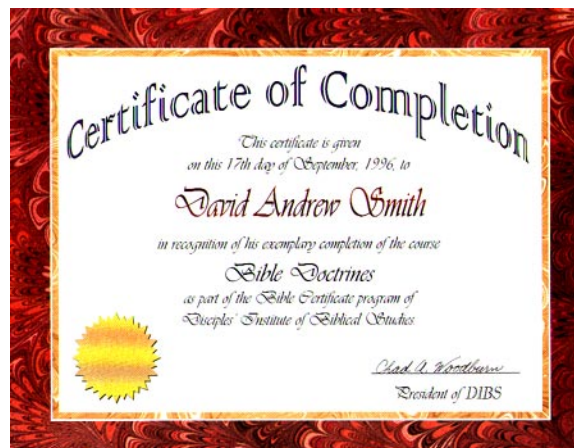 Certificate of Completion
This certificate is given
on this 17th day of September, 1996, to
David Andrew Smith
in recognition of his exemplary completion of the course
Bible Doctrines
as part of the Bible Certificate program of
Disciples' Institute of Biblical Studies
Chad A. Woodburn
President of DIBS